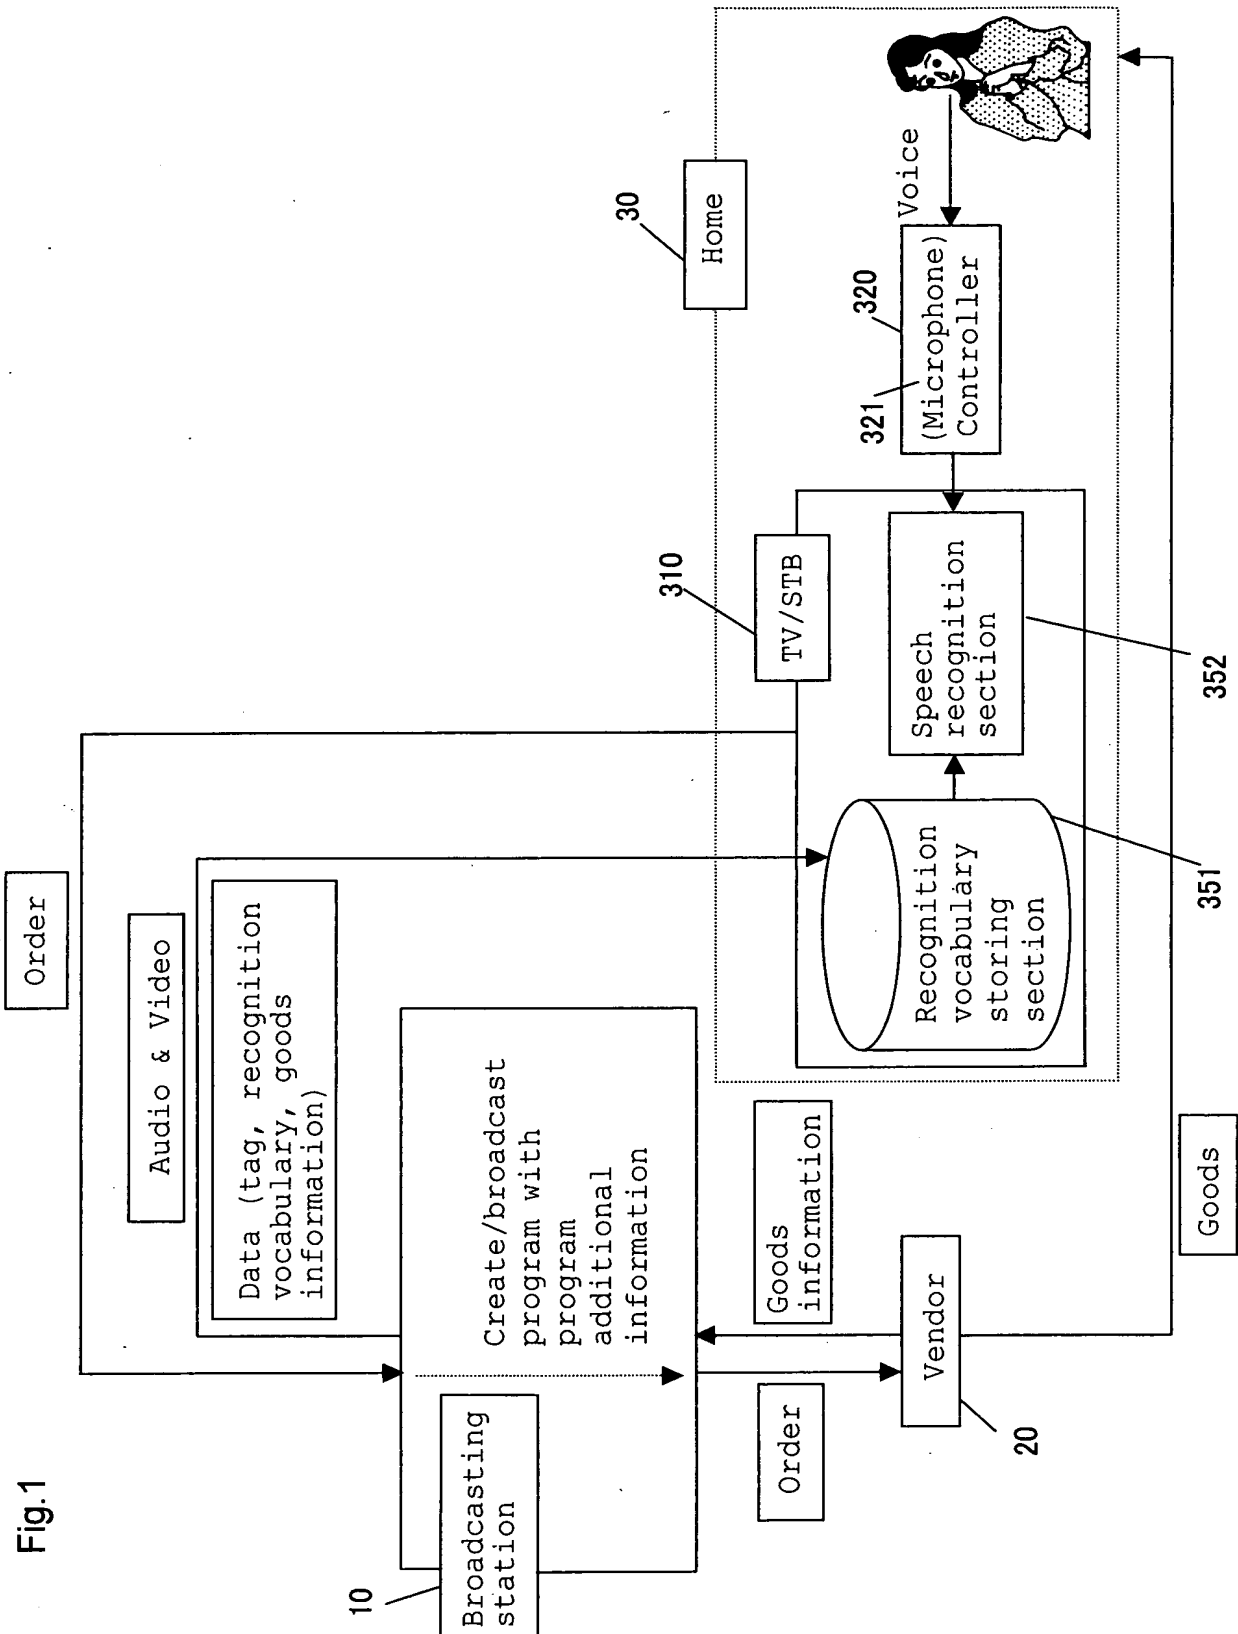 Fig.1
Order
Audio & Video
Data (tag, recognition
vocabulary, goods
information)
10
Broadcasting
station
Create/broadcast
program with
program
additional
information
Order
Goods
information
Vendor
20
Goods
30
Home
310
TV/STB
Recognition
vocabulary
storing
section
351
Speech
recognition
section
352
320
321
(Microphone)
Controller
Voice